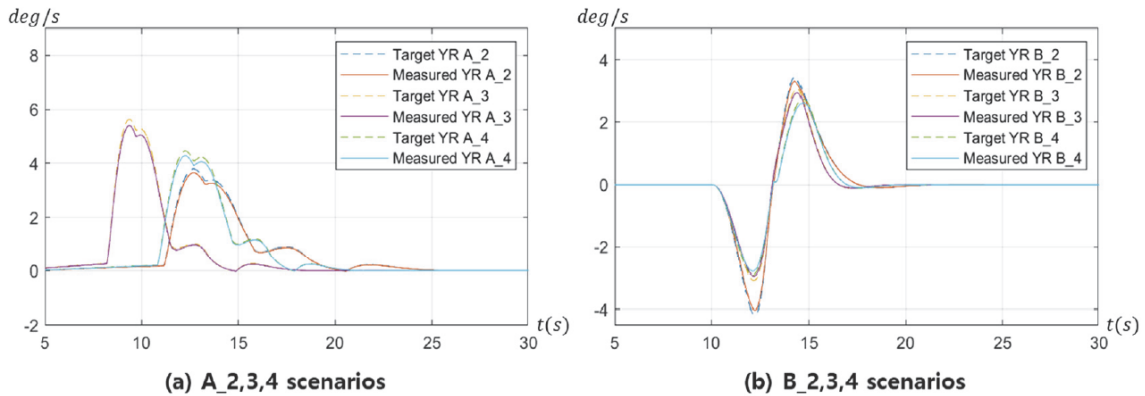 deg/s
8
6
4
2
0
-2
5
10
15
20
25
30
t(s)
Target YR A_2
Measured YR A_2
Target YR A_3
Measured YR A_3
Target YR A_4
Measured YR A_4
(a) A_2,3,4 scenarios
deg/s
4
2
0
-2
-4
5
10
15
20
25
30
t(s)
Target YR B_2
Measured YR B_2
Target YR B_3
Measured YR B_3
Target YR B_4
Measured YR B_4
(b) B_2,3,4 scenarios